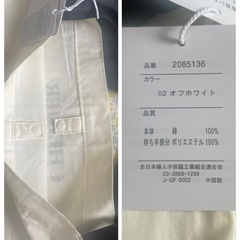 品番 2085136
カラー
02 オフホワイト
品質
本体 綿 100%
持ち手部分 ポリエステル 100%
全日本婦人子供服工業組合連合会
03-3866-1299
J-GF 0052 中国製